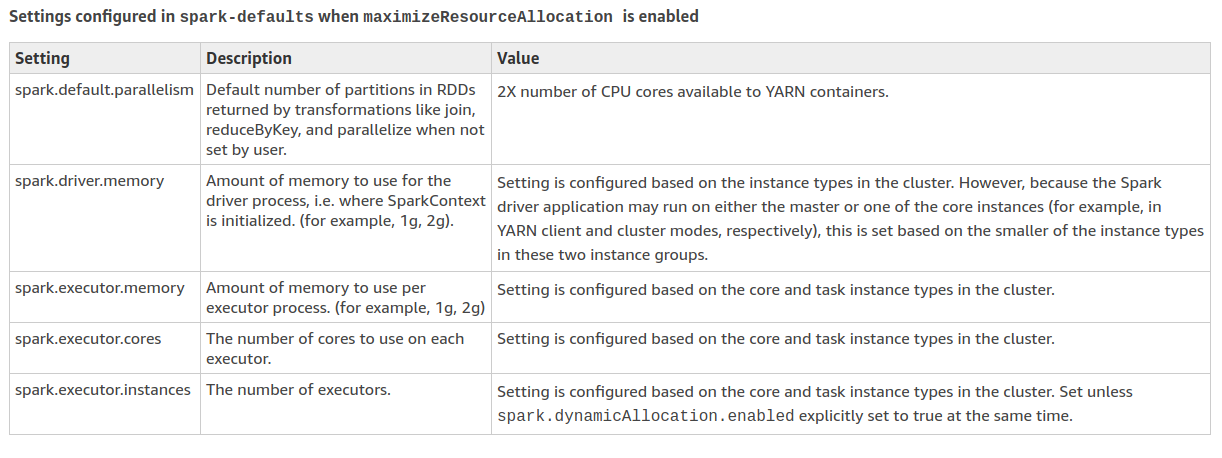 Settings configured in spark-defaults when maximizeResourceAllocation is enabled
Setting Description Value
spark.default.parallelism
Default number of partitions in RDDs
returned by transformations like join,
reduceByKey, and parallelize when not
set by user.
2X number of CPU cores available to YARN containers.
spark.driver.memory
Amount of memory to use for the
driver process, i.e. where SparkContext
is initialized. (for example, 1g, 2g).
Setting is configured based on the instance types in the cluster. However, because the Spark
driver application may run on either the master or one of the core instances (for example, in
YARN client and cluster modes, respectively), this is set based on the smaller of the instance types
in these two instance groups.
spark.executor.memory
Amount of memory to use per
executor process. (for example, 1g, 2g)
Setting is configured based on the core and task instance types in the cluster.
spark.executor.cores
The number of cores to use on each
executor.
Setting is configured based on the core and task instance types in the cluster.
spark.executor.instances
The number of executors.
Setting is configured based on the core and task instance types in the cluster. Set unless
spark.dynamicAllocation.enabled explicitly set to true at the same time.